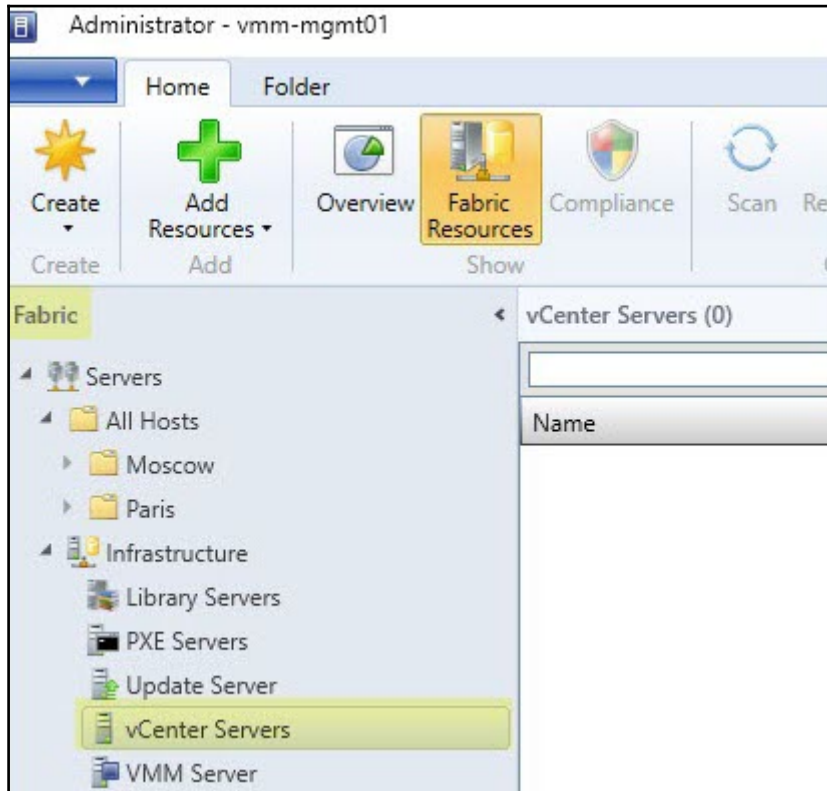 Administrator - vmm-mgmt01
Home Folder
Create Add Resources Overview Fabric Resources Compliance Scan
Create Add Show
Fabric
vCenter Servers (0)
Servers
All Hosts
Name
Moscow
Paris
Infrastructure
Library Servers
PXE Servers
Update Server
vCenter Servers
VMM Server